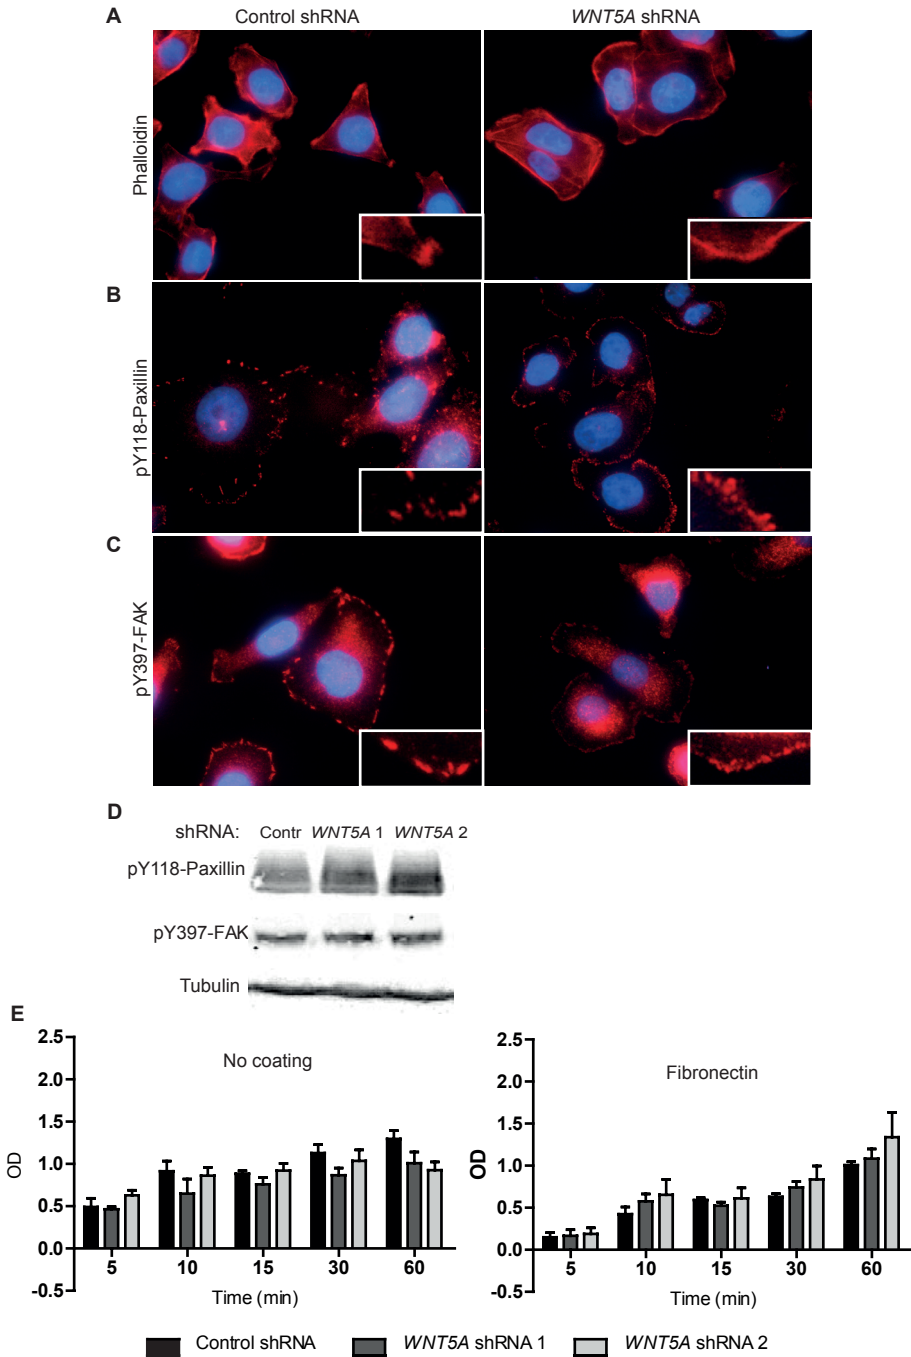 A
Control shRNA
WNT5A shRNA
Phalloidin
B
pY118-Paxillin
C
pY397-FAK
D
shRNA: Contr WNT5A 1 WNT5A 2
pY118-Paxillin
pY397-FAK
Tubulin
E
No coating
OD
2.5
2.0
1.5
1.0
0.5
0.0
-0.5
5 10 15 30 60
Time (min)
Fibronectin
OD
2.5
2.0
1.5
1.0
0.5
0.0
-0.5
5 10 15 30 60
Time (min)
Control shRNA WNT5A shRNA 1 WNT5A shRNA 2